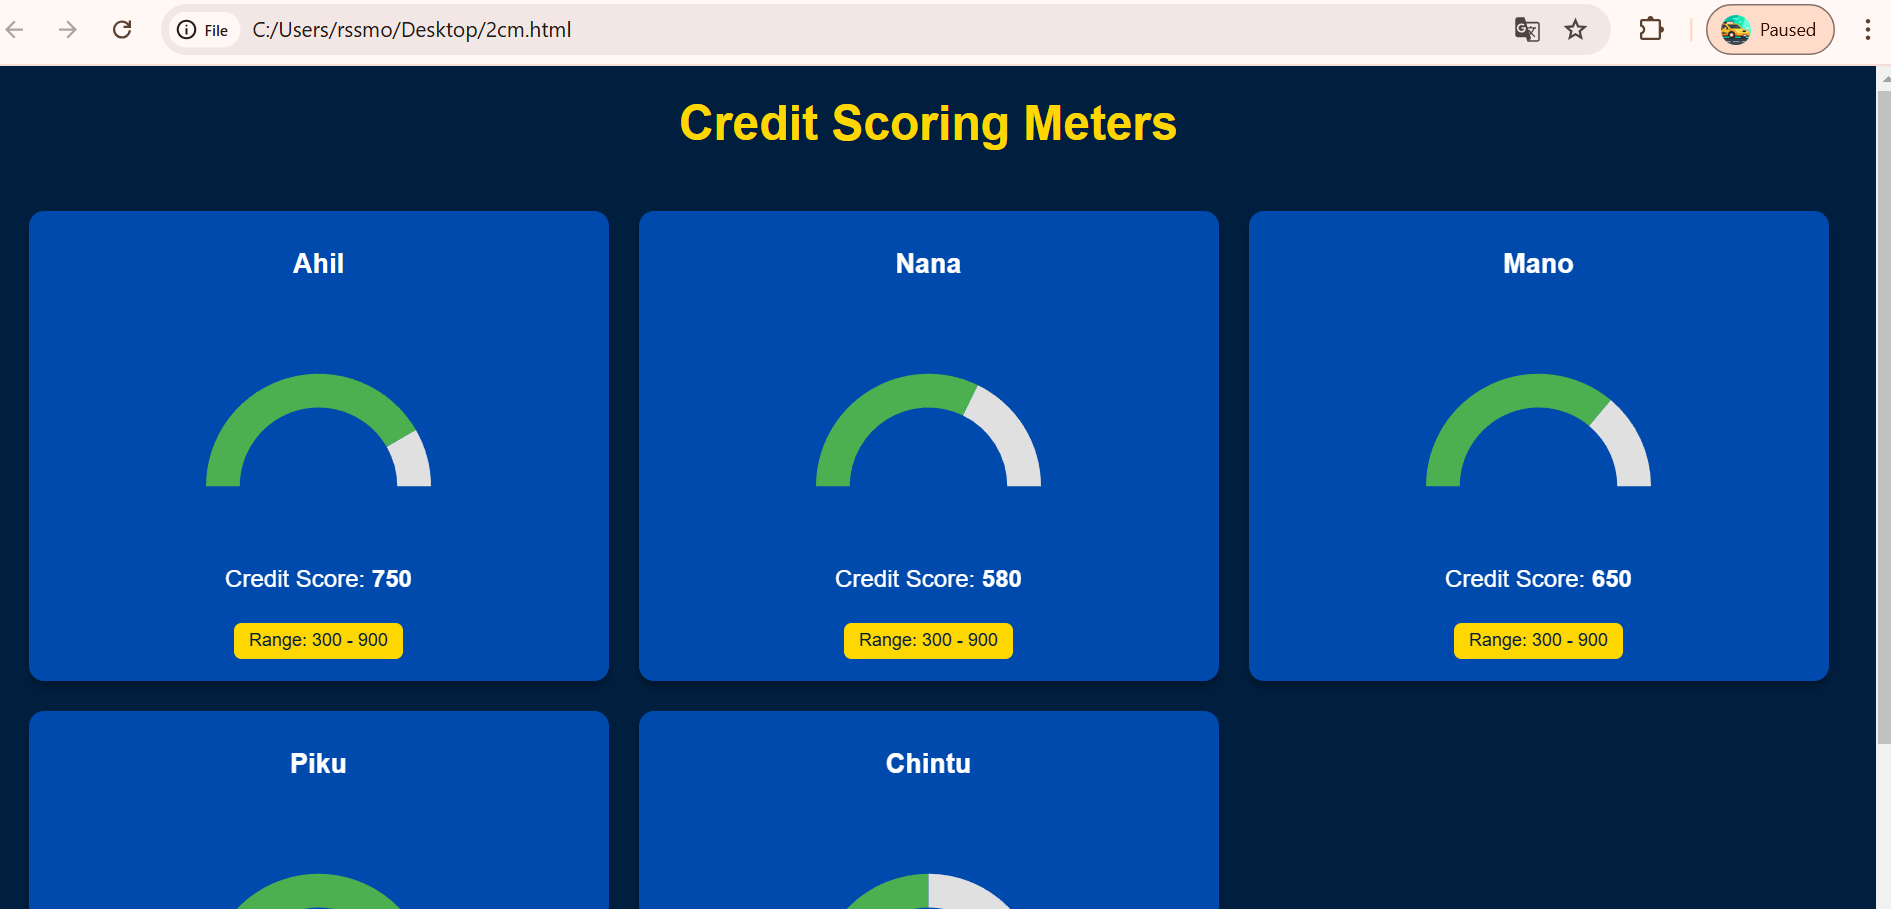 File C:/Users/rssmo/Desktop/2cm.html Paused
Credit Scoring Meters
Ahil
Credit Score: 750
Range: 300 - 900
Nana
Credit Score: 580
Range: 300 - 900
Mano
Credit Score: 650
Range: 300 - 900
Piku
Chintu